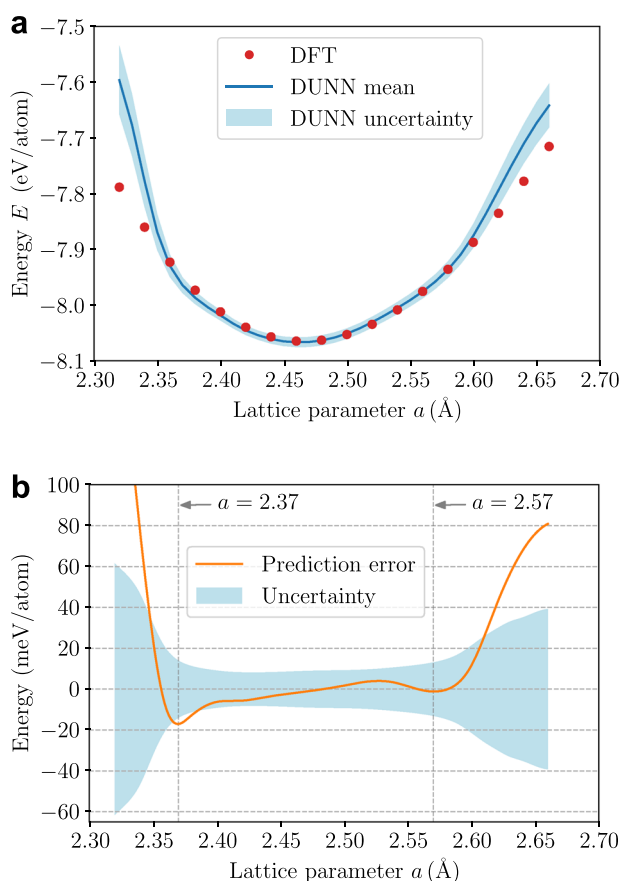 a
−7.5
−7.6
−7.7
−7.8
−7.9
−8.0
−8.1
Energy E (eV/atom)
DFT
DUNN mean
DUNN uncertainty
2.30 2.35 2.40 2.45 2.50 2.55 2.60 2.65 2.70
Lattice parameter a (Å)
b
100
80
60
40
20
0
−20
−40
−60
Energy (meV/atom)
a = 2.37
a = 2.57
Prediction error
Uncertainty
2.30 2.35 2.40 2.45 2.50 2.55 2.60 2.65 2.70
Lattice parameter a (Å)